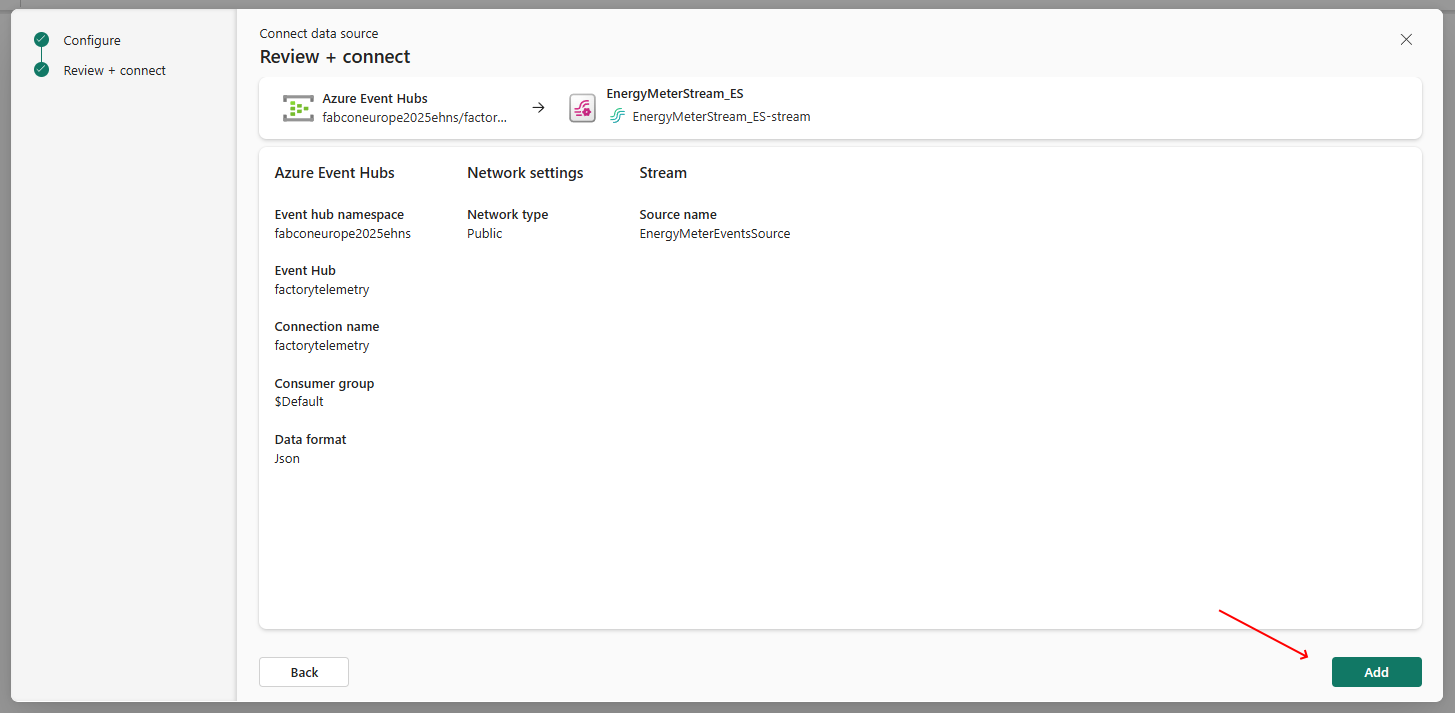 Configure
Review + connect
Connect data source
Review + connect
Azure Event Hubs
fabconeurope2025ehns/factor...
EnergyMeterStream_ES
EnergyMeterStream_ES-stream
Azure Event Hubs
Network settings
Stream
Event hub namespace
fabconeurope2025ehns
Network type
Public
Source name
EnergyMeterEventsSource
Event Hub
factorytelemetry
Connection name
factorytelemetry
Consumer group
$Default
Data format
Json
Back
Add